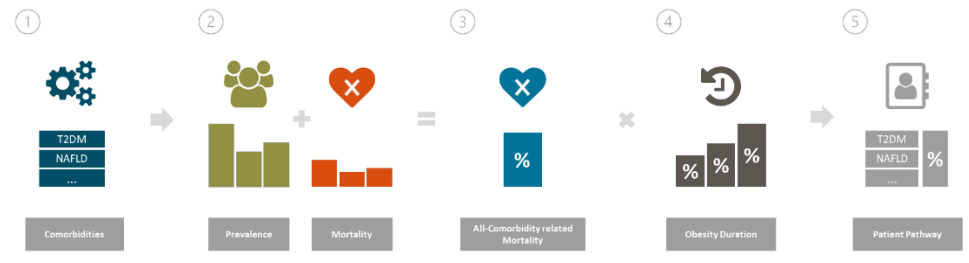 1
2
3
4
5
x
x
T2DM
NAFLD
...
%
% % %
T2DM
NAFLD
...
%
Comorbidities
Prevalence
Mortality
All-Comorbidity related
Mortality
Obesity Duration
Patient Pathway